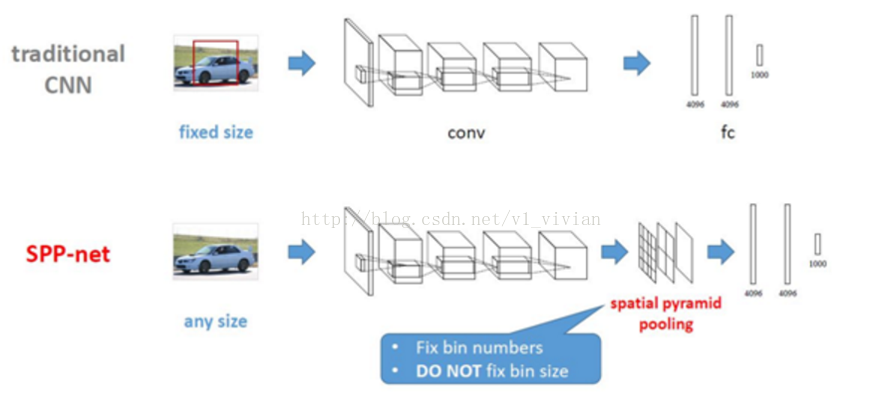 traditional
CNN
fixed size
conv
4096
4096
1000
fc
http://blog.csdn.net/v1_vivian
SPP-net
any size
spatial pyramid
pooling
4096
4096
1000
• Fix bin numbers
• DO NOT fix bin size